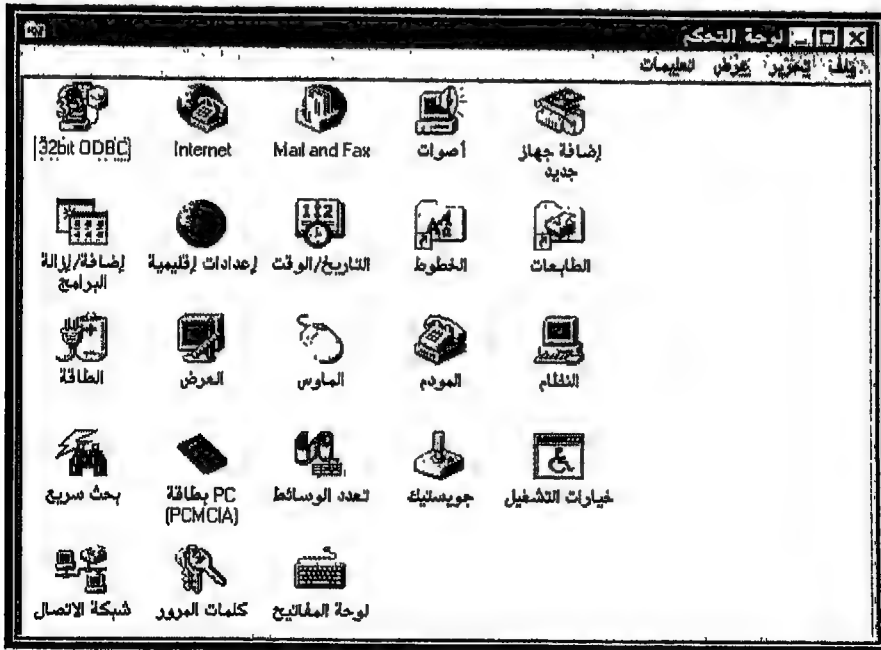 لوحة التحكم
ملف تحرير عرض تعليمات
32bit ODBC
Internet
Mail and Fax
أصوات
إضافة جهاز
جديد
إضافة/إزالة
البرامج
إعدادات إقليمية
التاريخ/الوقت
الخطوط
الطابعات
الطاقة
العرض
الماوس
المودم
النظام
بحث سريع
بطاقة PC
(PCMCIA)
تعدد الوسائط
جويستيك
خيارات التشغيل
شبكة الاتصال
كلمات المرور
لوحة المفاتيح